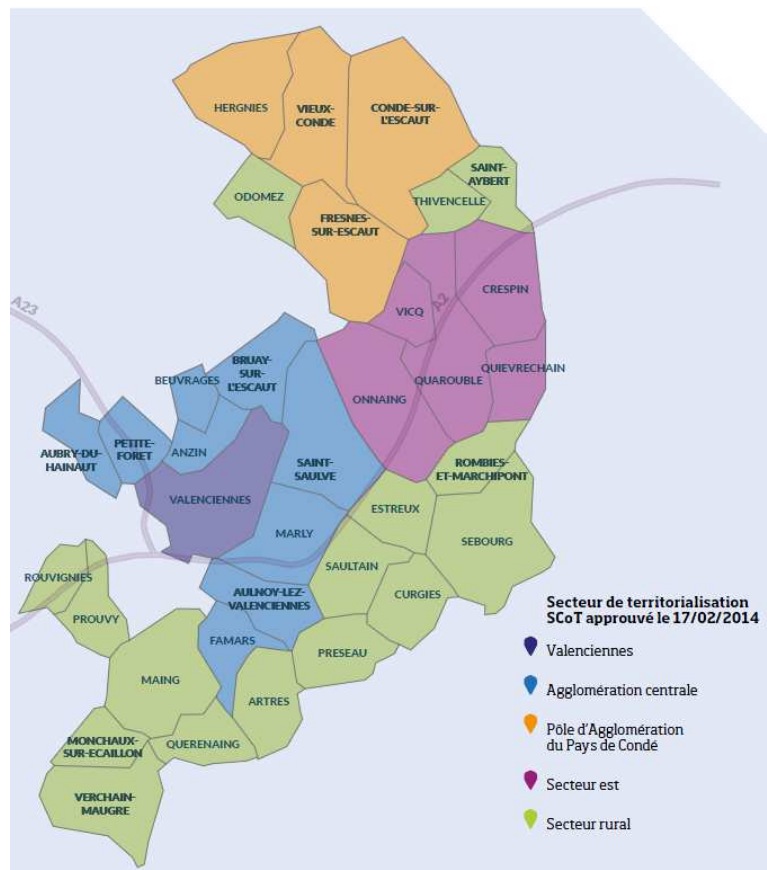 HERGNIES
VIEUX-
CONDE
CONDE-SUR-
L'ESCAUT
SAINT-
AYBERT
ODOMEZ
THIVENCELLE
FRESNES-
SUR-ESCAUT
A23
A2
VICQ
CRESPIN
BEUVRAGES
BRUAY-
SUR-
L'ESCAUT
ONNAING
QUAROUBLE
QUIEVRECHAIN
AUBRY-DU-
HAINAUT
PETITE-
FORET
ANZIN
SAINT-
SAULVE
ROMBIES-
ET-MARCHIPONT
VALENCIENNES
ESTREUX
MARLY
SEBOURG
ROUVIGNIES
SAULTAIN
PROUVY
AULNOY-LEZ-
VALENCIENNES
CURGIES
FAMARS
PRESEAU
MAING
ARTRES
MONCHAUX-
SUR-ECAILLON
QUERENAING
VERCHAIN-
MAUGRE
Secteur de territorialisation
SCoT approuvé le 17/02/2014
Valenciennes
Agglomération centrale
Pôle d'Agglomération
du Pays de Condé
Secteur est
Secteur rural